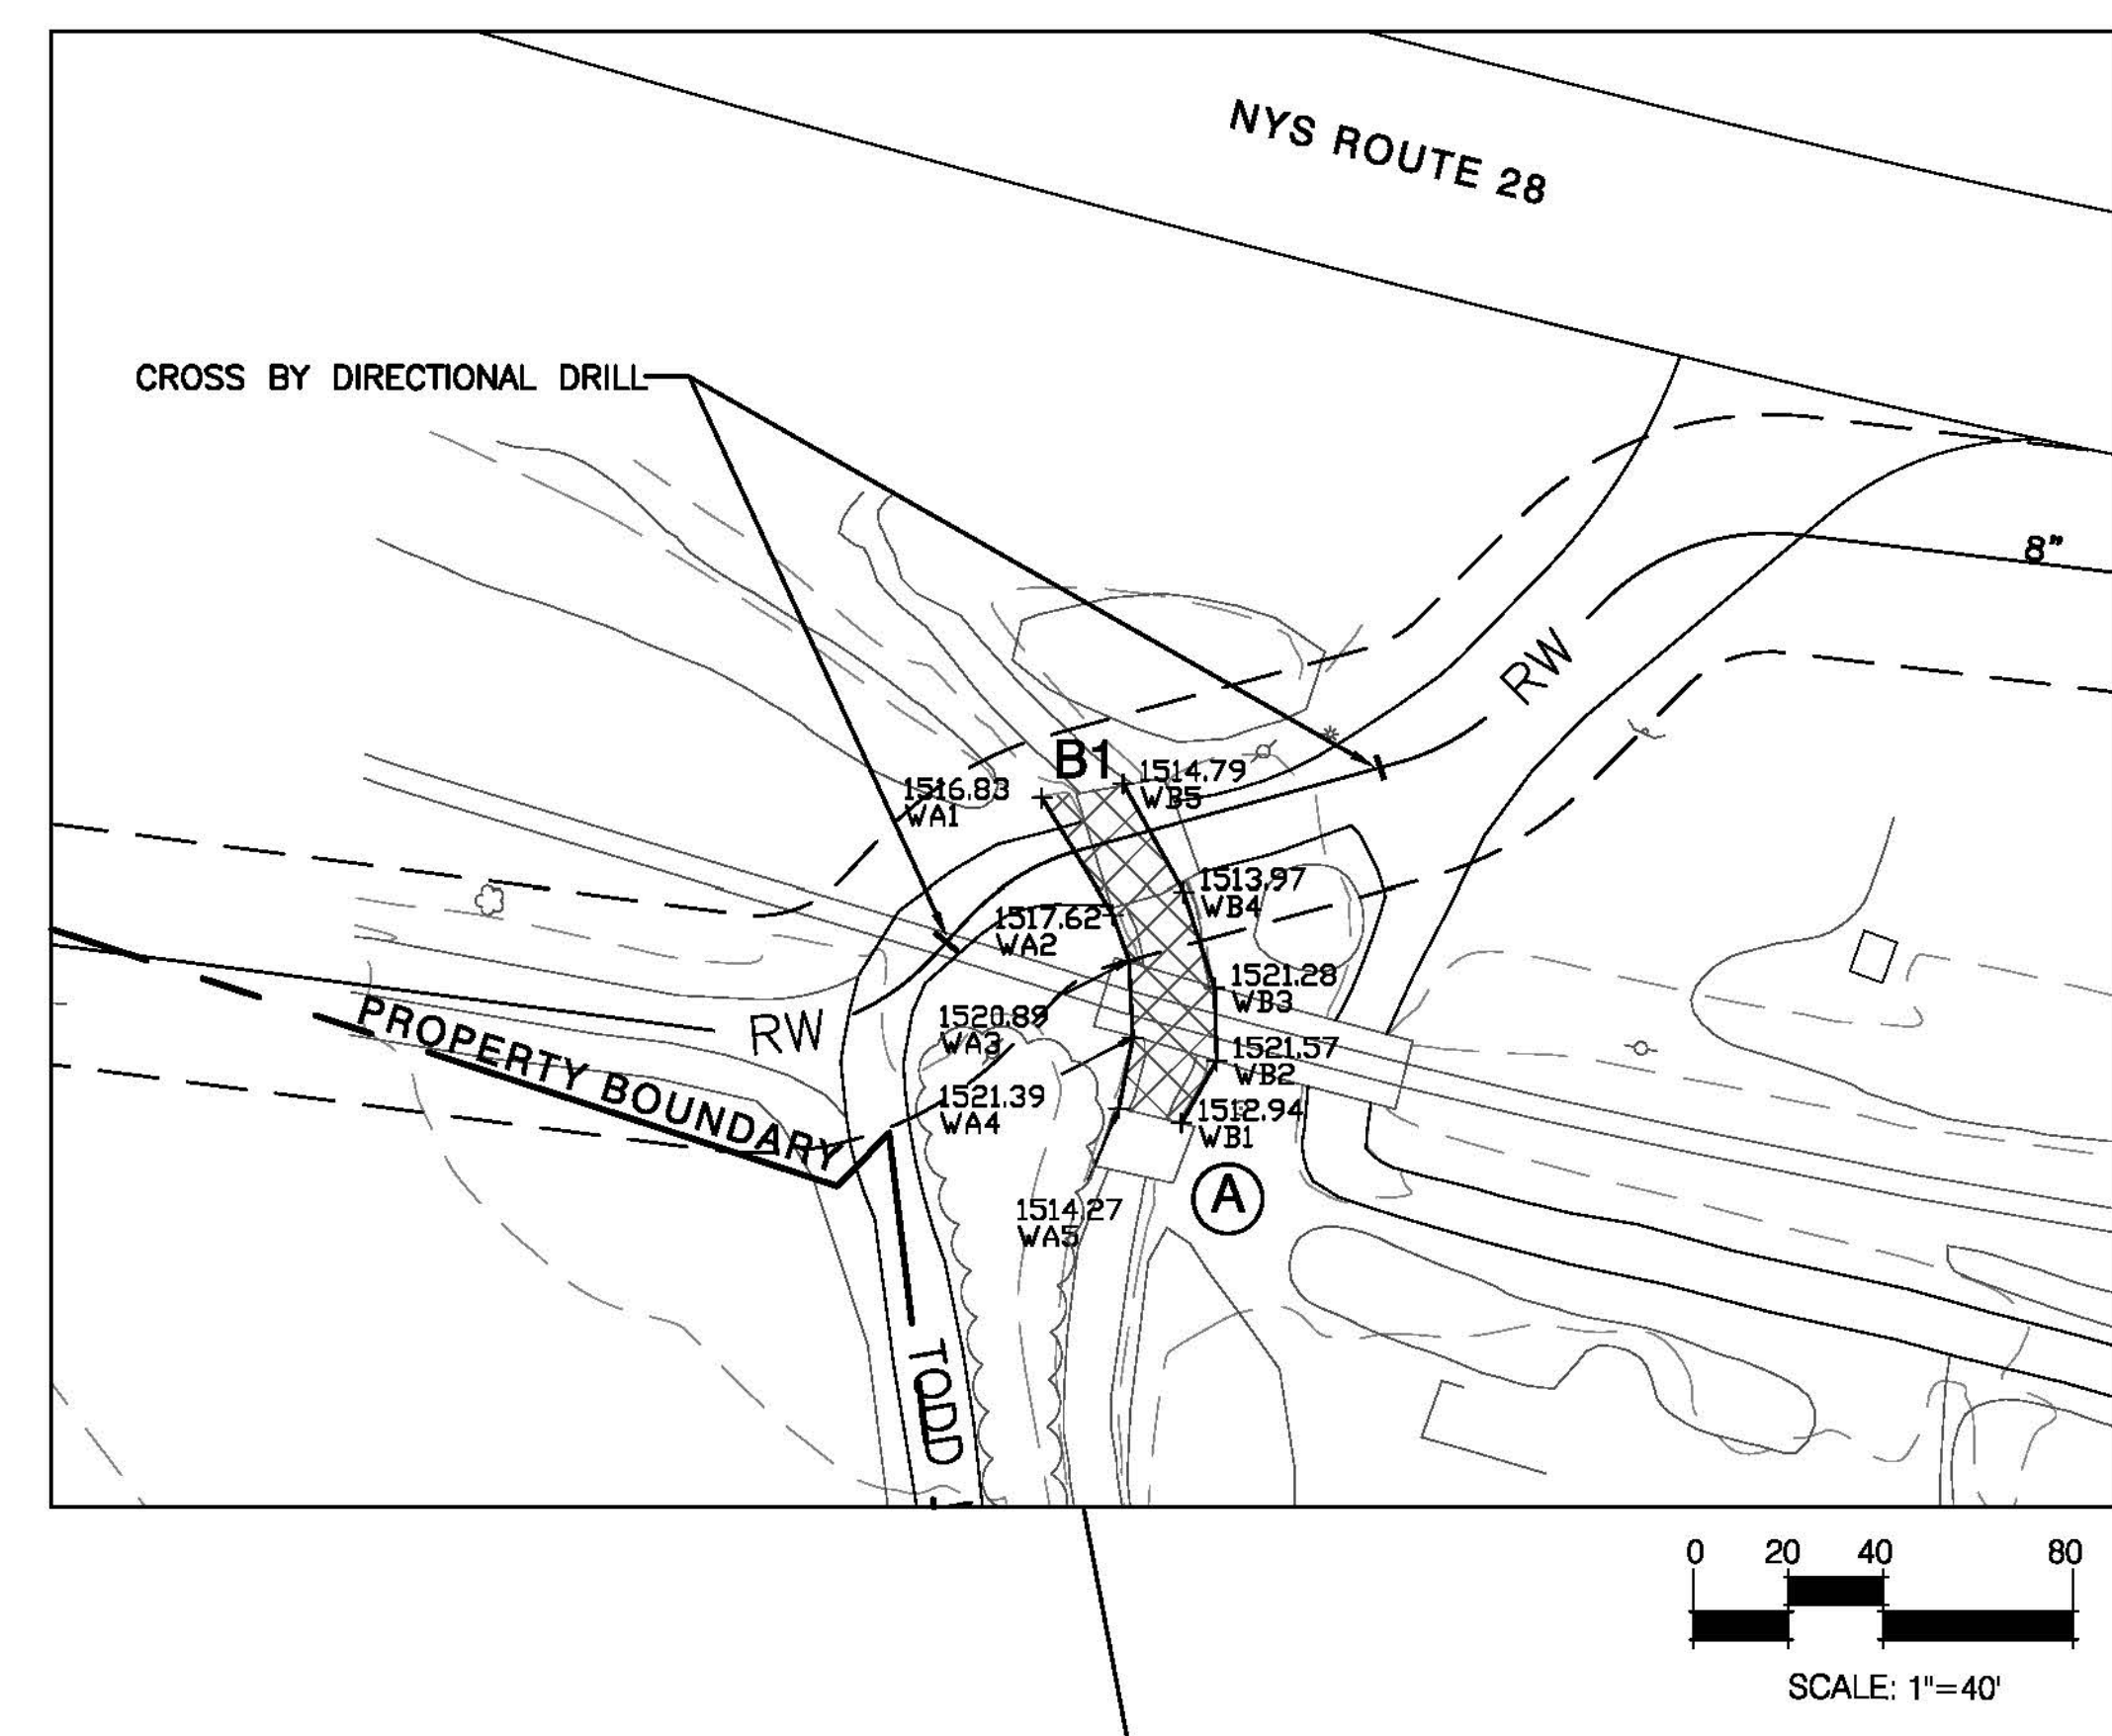 NYS ROUTE 28
CROSS BY DIRECTIONAL DRILL
8"
RW
B1
1514.79
WB5
1516.83
WA1
1513.97
WB4
1517.62
WA2
1521.28
WB3
1520.89
WA3
RW
PROPERTY BOUNDARY
1521.57
WB2
1521.39
WA4
1512.94
WB1
A
1514.27
WA5
TODD
0 20 40 80
SCALE: 1"=40'